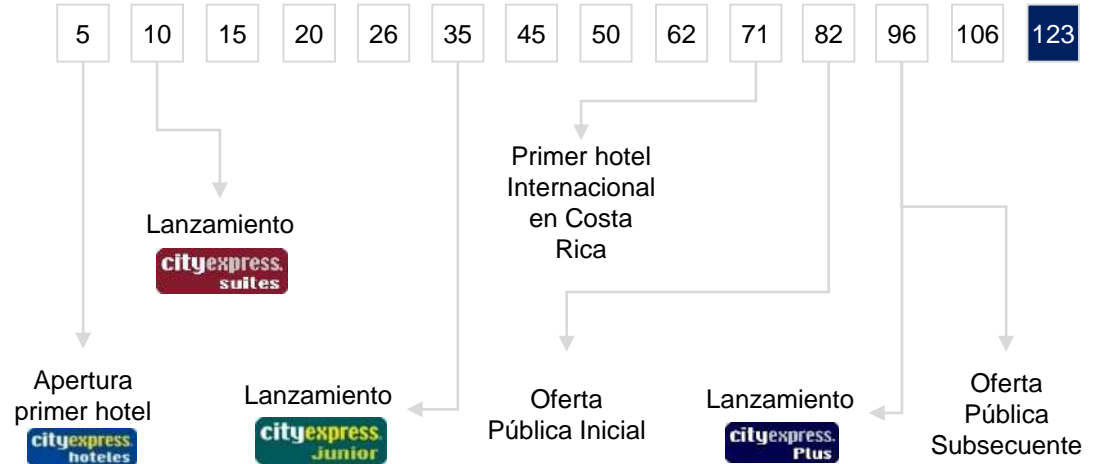 5 10 15 20 26 35 45 50 62 71 82 96 106 123
Primer hotel
Internacional
en Costa
Rica
Lanzamiento
cityexpress.
suites
Apertura
primer hotel
cityexpress.
hoteles
Lanzamiento
cityexpress.
Junior
Oferta
Pública Inicial
Lanzamiento
cityexpress.
Plus
Oferta
Pública
Subsecuente